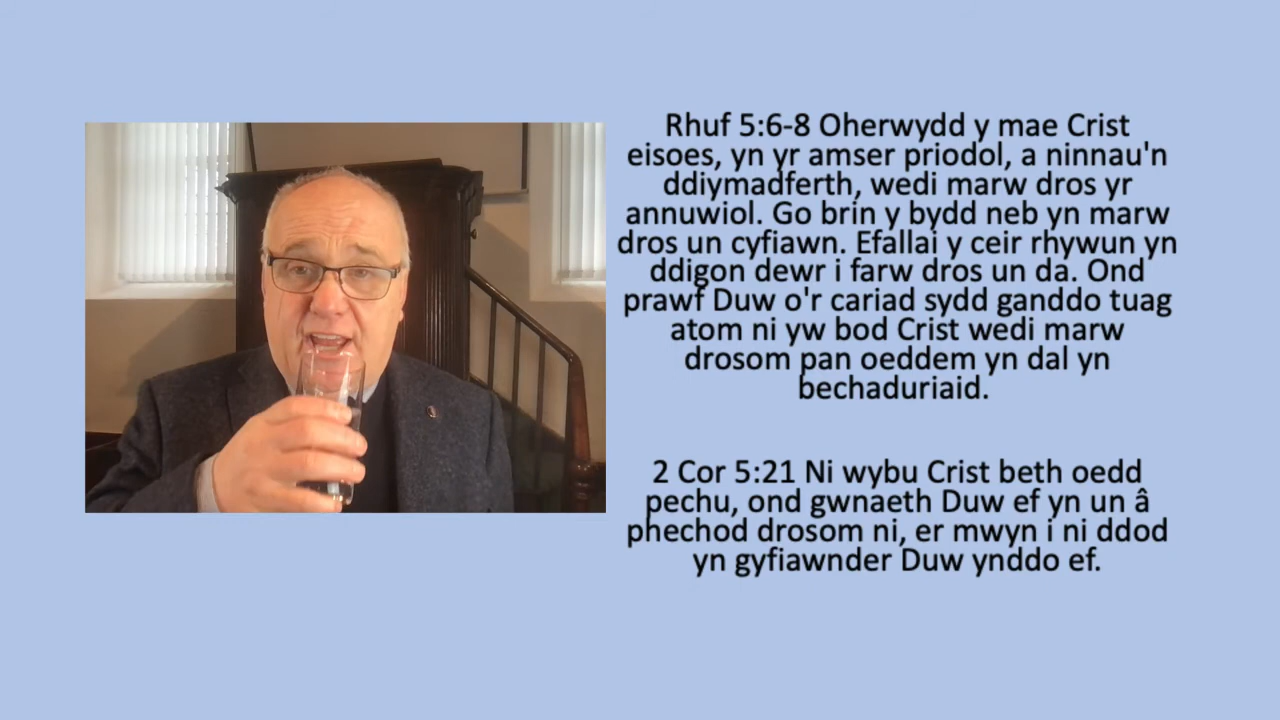 Rhuf 5:6-8 Oherwydd y mae Crist
eisoes, yn yr amser priodol, a ninnau'n
ddiymadferth, wedi marw dros yr
annuwiol. Go brin y bydd neb yn marw
dros un cyfiawn. Efallai y ceir rhywun yn
ddigon dewr i farw dros un da. Ond
prawf Duw o'r cariad sydd ganddo tuag
atom ni yw bod Crist wedi marw
drosom pan oeddem yn dal yn
bechaduriaid.
2 Cor 5:21 Ni wybu Crist beth oedd
pechu, ond gwnaeth Duw ef yn un â
phechod drosom ni, er mwyn i ni ddod
yn gyfiawnder Duw ynddo ef.